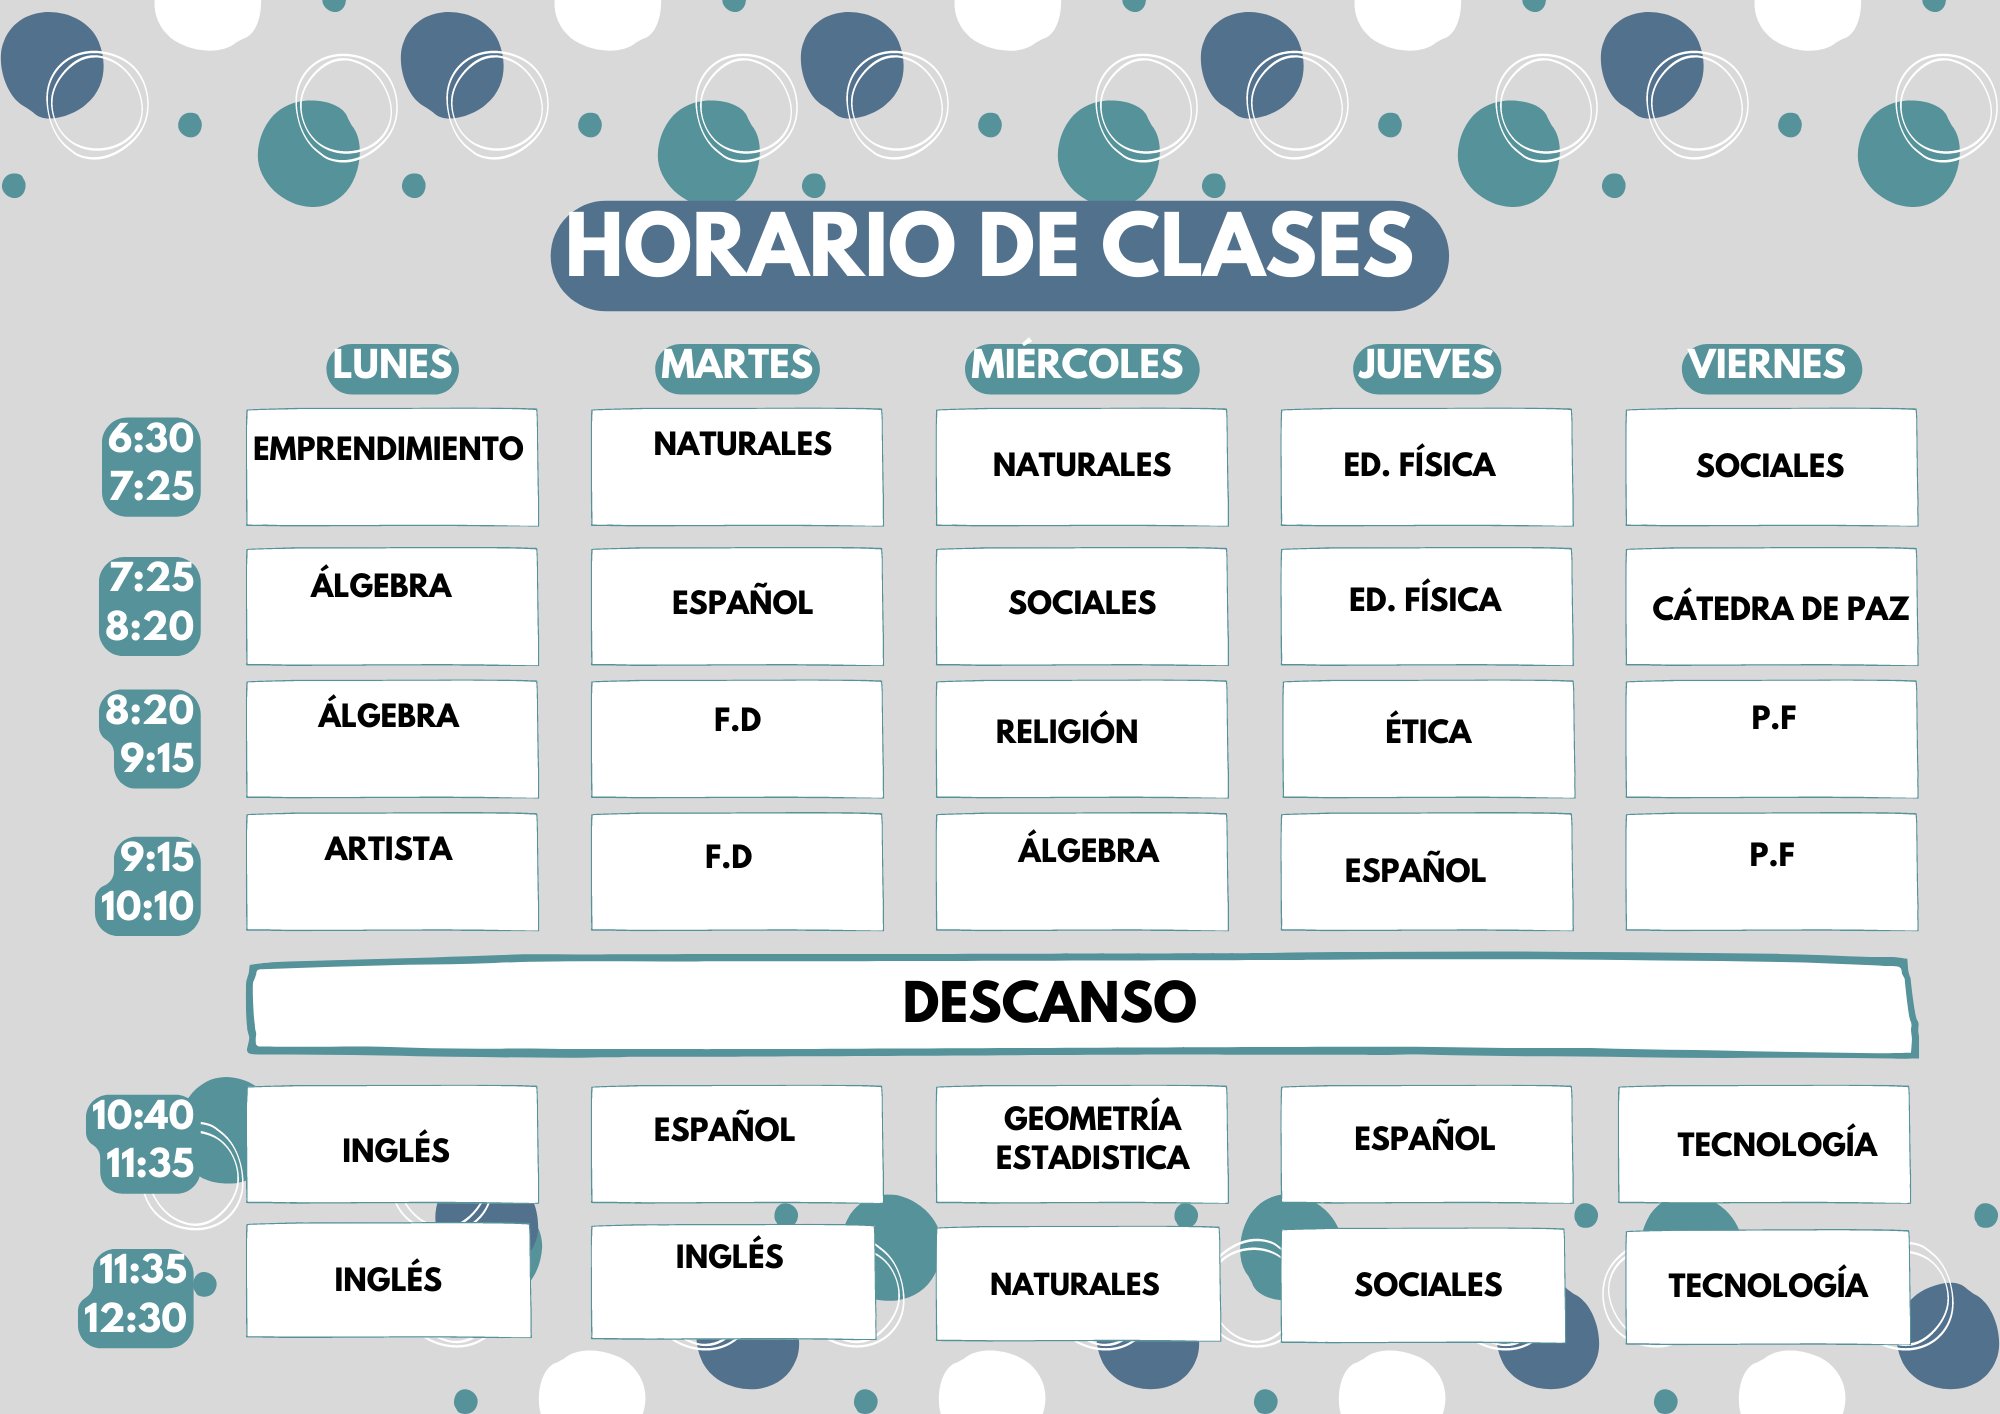 HORARIO DE CLASES
LUNES MARTES MIÉRCOLES JUEVES VIERNES
6:30
7:25
EMPRENDIMIENTO NATURALES NATURALES ED. FÍSICA SOCIALES
7:25
8:20
ÁLGEBRA ESPAÑOL SOCIALES ED. FÍSICA CÁTEDRA DE PAZ
8:20
9:15
ÁLGEBRA F.D RELIGIÓN ÉTICA P.F
9:15
10:10
ARTISTA F.D ÁLGEBRA ESPAÑOL P.F
DESCANSO
10:40
11:35
INGLÉS ESPAÑOL GEOMETRÍA
ESTADISTICA
ESPAÑOL TECNOLOGÍA
11:35
12:30
INGLÉS INGLÉS NATURALES SOCIALES TECNOLOGÍA